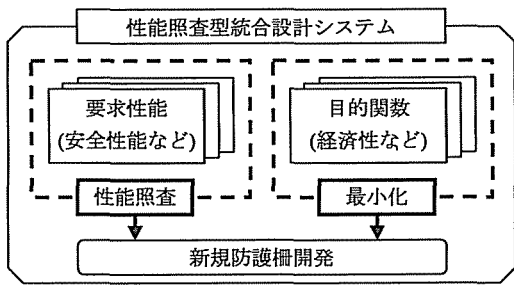 性能照査型統合設計システム
要求性能
(安全性能など)
目的関数
(経済性など)
性能照査
最小化
新規防護柵開発